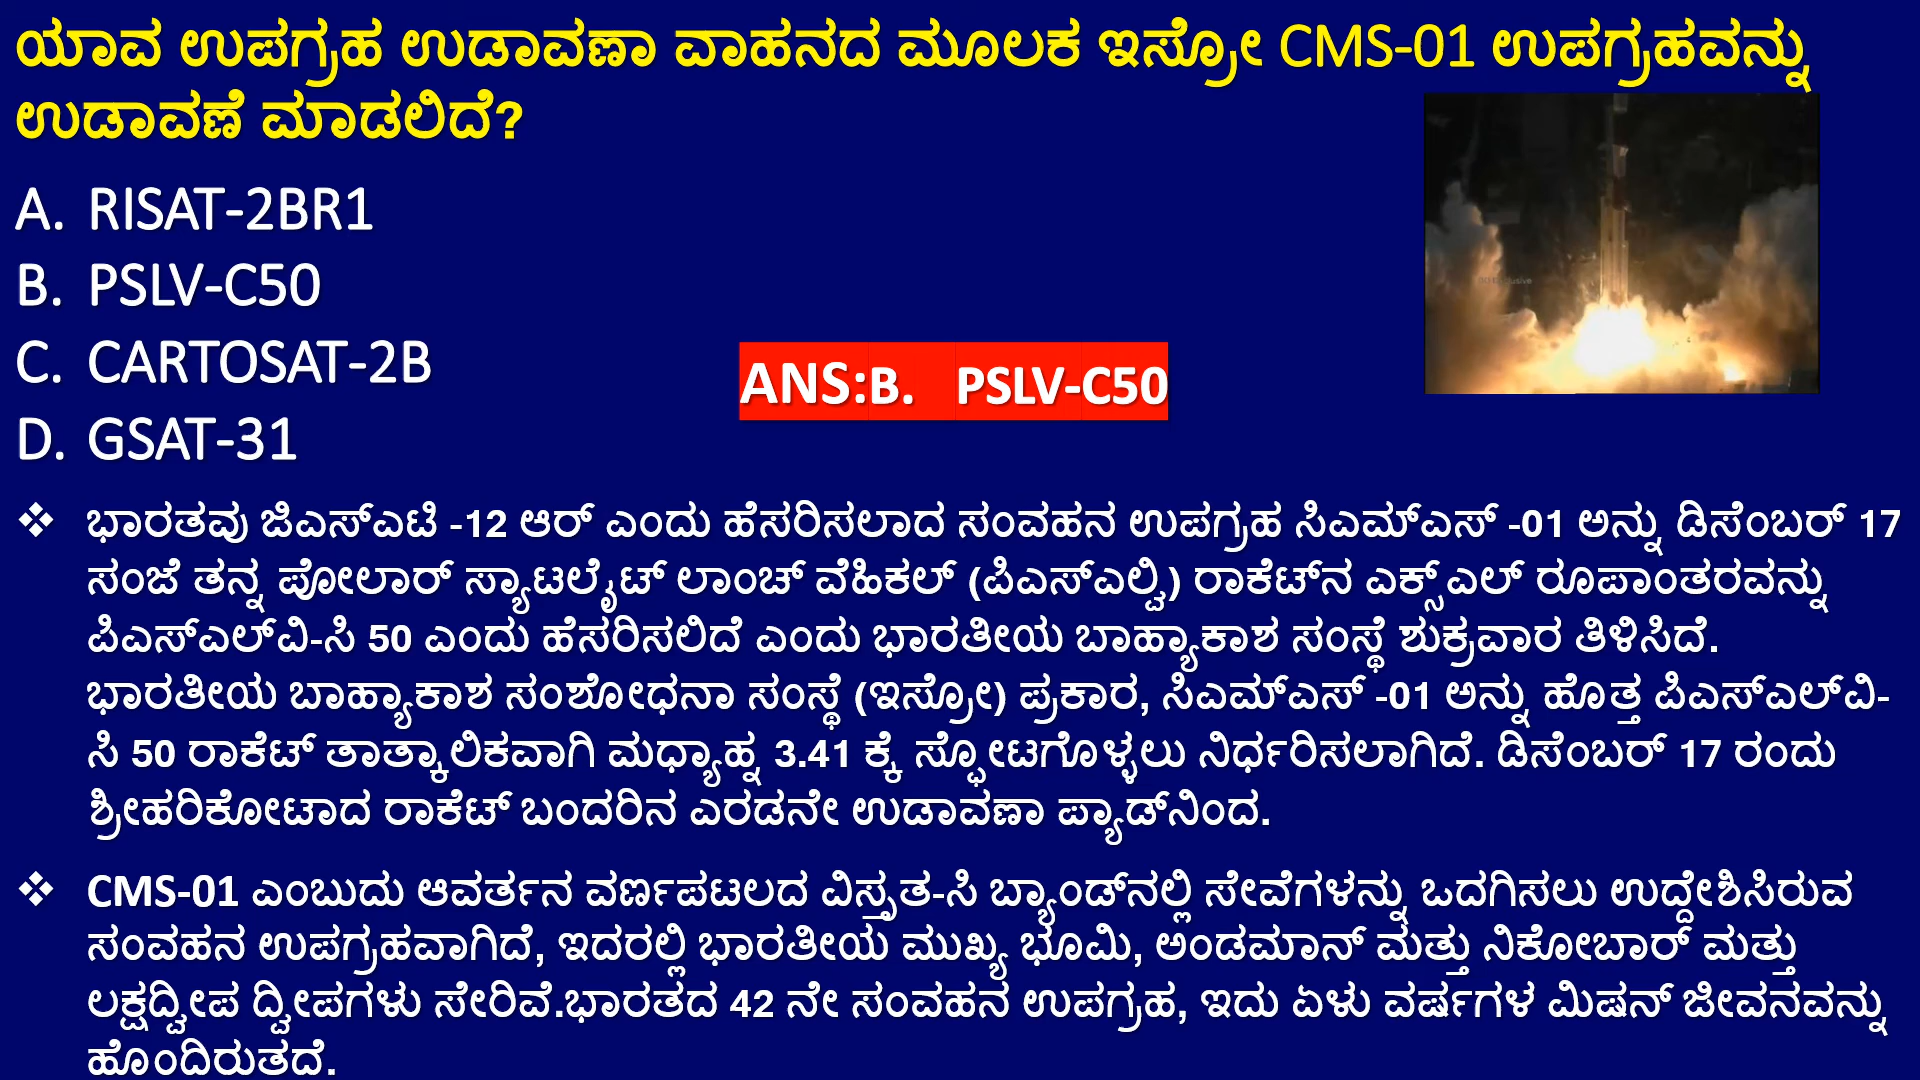 ಯಾವ ಉಪಗ್ರಹ ಉಡಾವಣಾ ವಾಹನದ ಮೂಲಕ ಇಸ್ರೋ CMS-01 ಉಪಗ್ರಹವನ್ನು
ಉಡಾವಣೆ ಮಾಡಲಿದೆ?
A. RISAT-2BR1
B. PSLV-C50
C. CARTOSAT-2B
D. GSAT-31
ANS:B. PSLV-C50
❖ ಭಾರತವು ಜಿಎಸ್ಎಟಿ -12 ಆರ್ ಎಂದು ಹೆಸರಿಸಲಾದ ಸಂವಹನ ಉಪಗ್ರಹ ಸಿಎಮ್ಎಸ್ -01 ಅನ್ನು ಡಿಸೆಂಬರ್ 17
ಸಂಜೆ ತನ್ನ ಪೋಲಾರ್ ಸ್ಯಾಟಲೈಟ್ ಲಾಂಚ್ ವೆಹಿಕಲ್ (ಪಿಎಸ್ಎಲ್ವಿ) ರಾಕೆಟ್‌ನ ಎಕ್ಸ್‌ಎಲ್ ರೂಪಾಂತರವನ್ನು
ಪಿಎಸ್ಎಲ್‌ವಿ-ಸಿ 50 ಎಂದು ಹೆಸರಿಸಲಿದೆ ಎಂದು ಭಾರತೀಯ ಬಾಹ್ಯಾಕಾಶ ಸಂಸ್ಥೆ ಶುಕ್ರವಾರ ತಿಳಿಸಿದೆ.
ಭಾರತೀಯ ಬಾಹ್ಯಾಕಾಶ ಸಂಶೋಧನಾ ಸಂಸ್ಥೆ (ಇಸ್ರೋ) ಪ್ರಕಾರ, ಸಿಎಮ್ಎಸ್ -01 ಅನ್ನು ಹೊತ್ತ ಪಿಎಸ್ಎಲ್‌ವಿ-
ಸಿ 50 ರಾಕೆಟ್ ತಾತ್ಕಾಲಿಕವಾಗಿ ಮಧ್ಯಾಹ್ನ 3.41 ಕ್ಕೆ ಸ್ಫೋಟಗೊಳ್ಳಲು ನಿರ್ಧರಿಸಲಾಗಿದೆ. ಡಿಸೆಂಬರ್ 17 ರಂದು
ಶ್ರೀಹರಿಕೋಟಾದ ರಾಕೆಟ್ ಬಂದರಿನ ಎರಡನೇ ಉಡಾವಣಾ ಪ್ಯಾಡ್‌ನಿಂದ.
❖ CMS-01 ಎಂಬುದು ಆವರ್ತನ ವರ್ಣಪಟಲದ ವಿಸ್ತೃತ-ಸಿ ಬ್ಯಾಂಡ್‌ನಲ್ಲಿ ಸೇವೆಗಳನ್ನು ಒದಗಿಸಲು ಉದ್ದೇಶಿಸಿರುವ
ಸಂವಹನ ಉಪಗ್ರಹವಾಗಿದೆ, ಇದರಲ್ಲಿ ಭಾರತೀಯ ಮುಖ್ಯ ಭೂಮಿ, ಅಂಡಮಾನ್ ಮತ್ತು ನಿಕೋಬಾರ್ ಮತ್ತು
ಲಕ್ಷದ್ವೀಪ ದ್ವೀಪಗಳು ಸೇರಿವೆ.ಭಾರತದ 42 ನೇ ಸಂವಹನ ಉಪಗ್ರಹ, ಇದು ಏಳು ವರ್ಷಗಳ ಮಿಷನ್ ಜೀವನವನ್ನು
ಹೊಂದಿರುತದೆ.